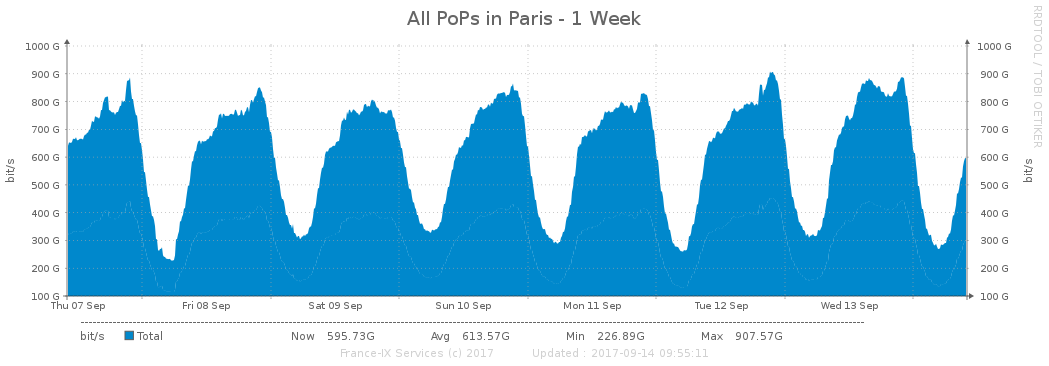 All PoPs in Paris - 1 Week
RRDTOOL / TOBI OETIKER
bit/s
1000 G 1000 G
900 G 900 G
800 G 800 G
700 G 700 G
600 G 600 G
500 G 500 G
400 G 400 G
300 G 300 G
200 G 200 G
100 G 100 G
bit/s
Thu 07 Sep Fri 08 Sep Sat 09 Sep Sun 10 Sep Mon 11 Sep Tue 12 Sep Wed 13 Sep
bit/s Total Now 595.73G Avg 613.57G Min 226.89G Max 907.57G
France-IX Services (c) 2017 Updated : 2017-09-14 09:55:11